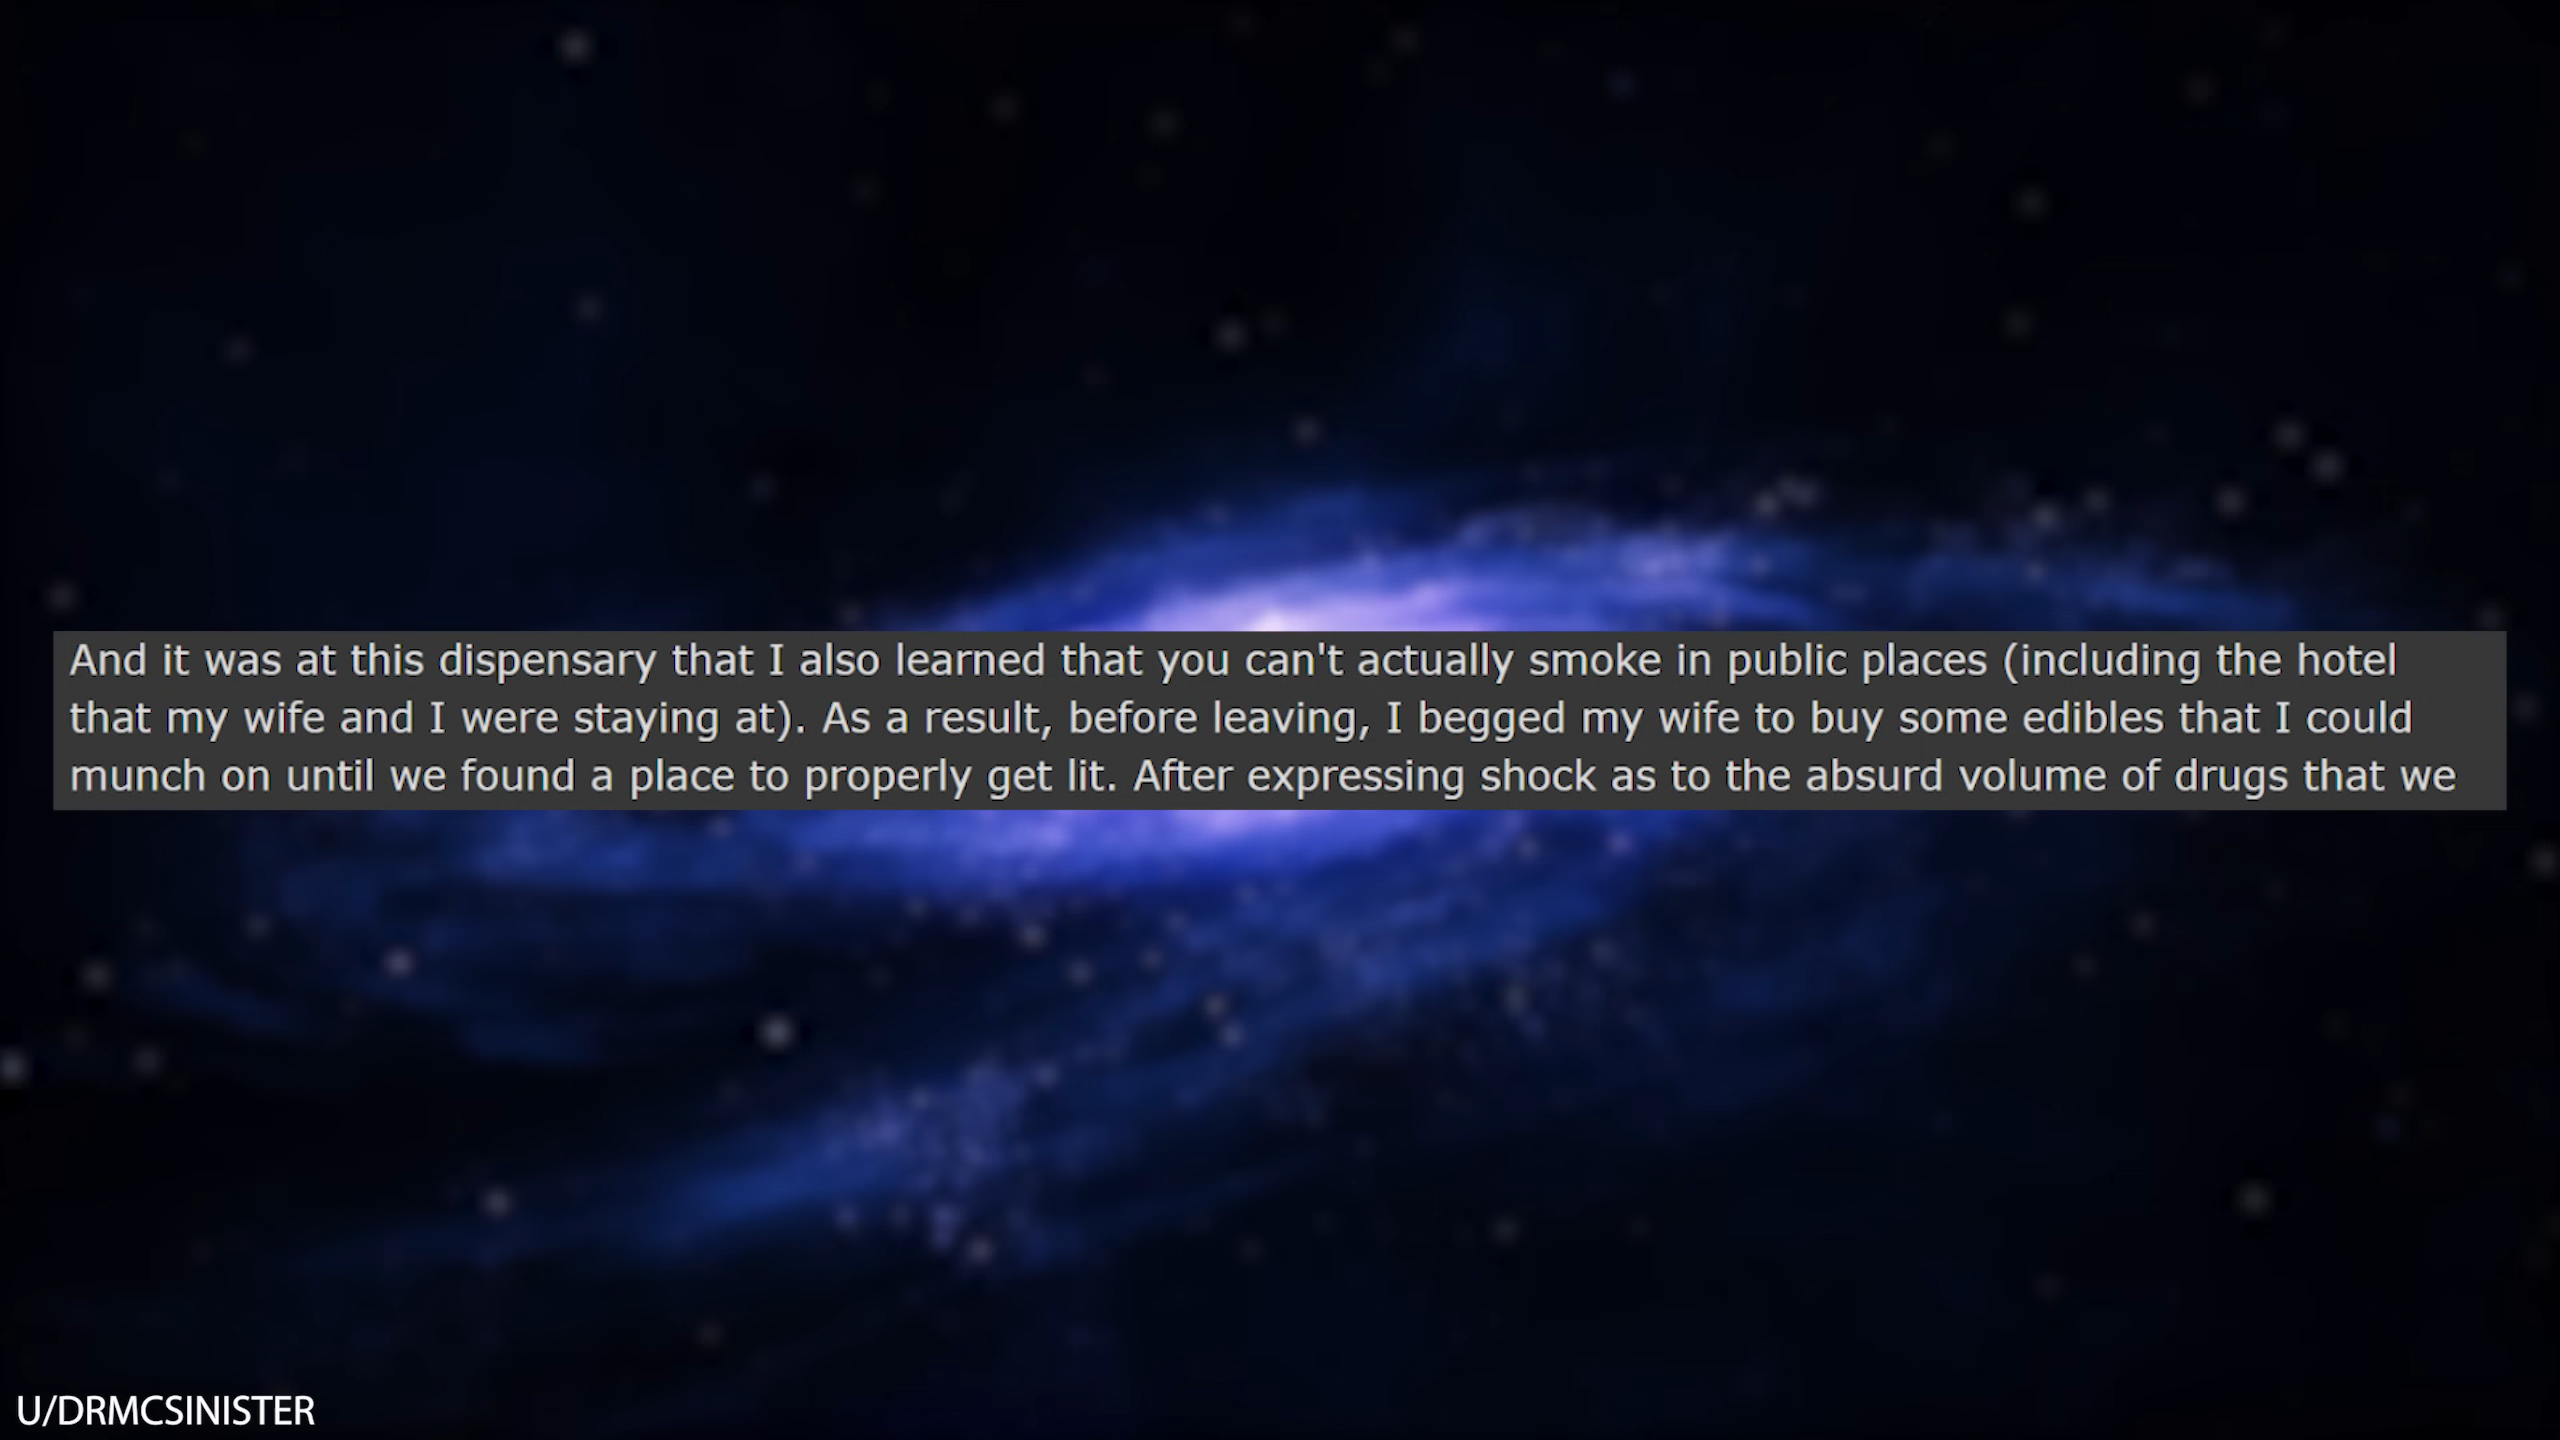 And it was at this dispensary that I also learned that you can't actually smoke in public places (including the hotel
that my wife and I were staying at). As a result, before leaving, I begged my wife to buy some edibles that I could
munch on until we found a place to properly get lit. After expressing shock as to the absurd volume of drugs that we
U/DRMCSINISTER